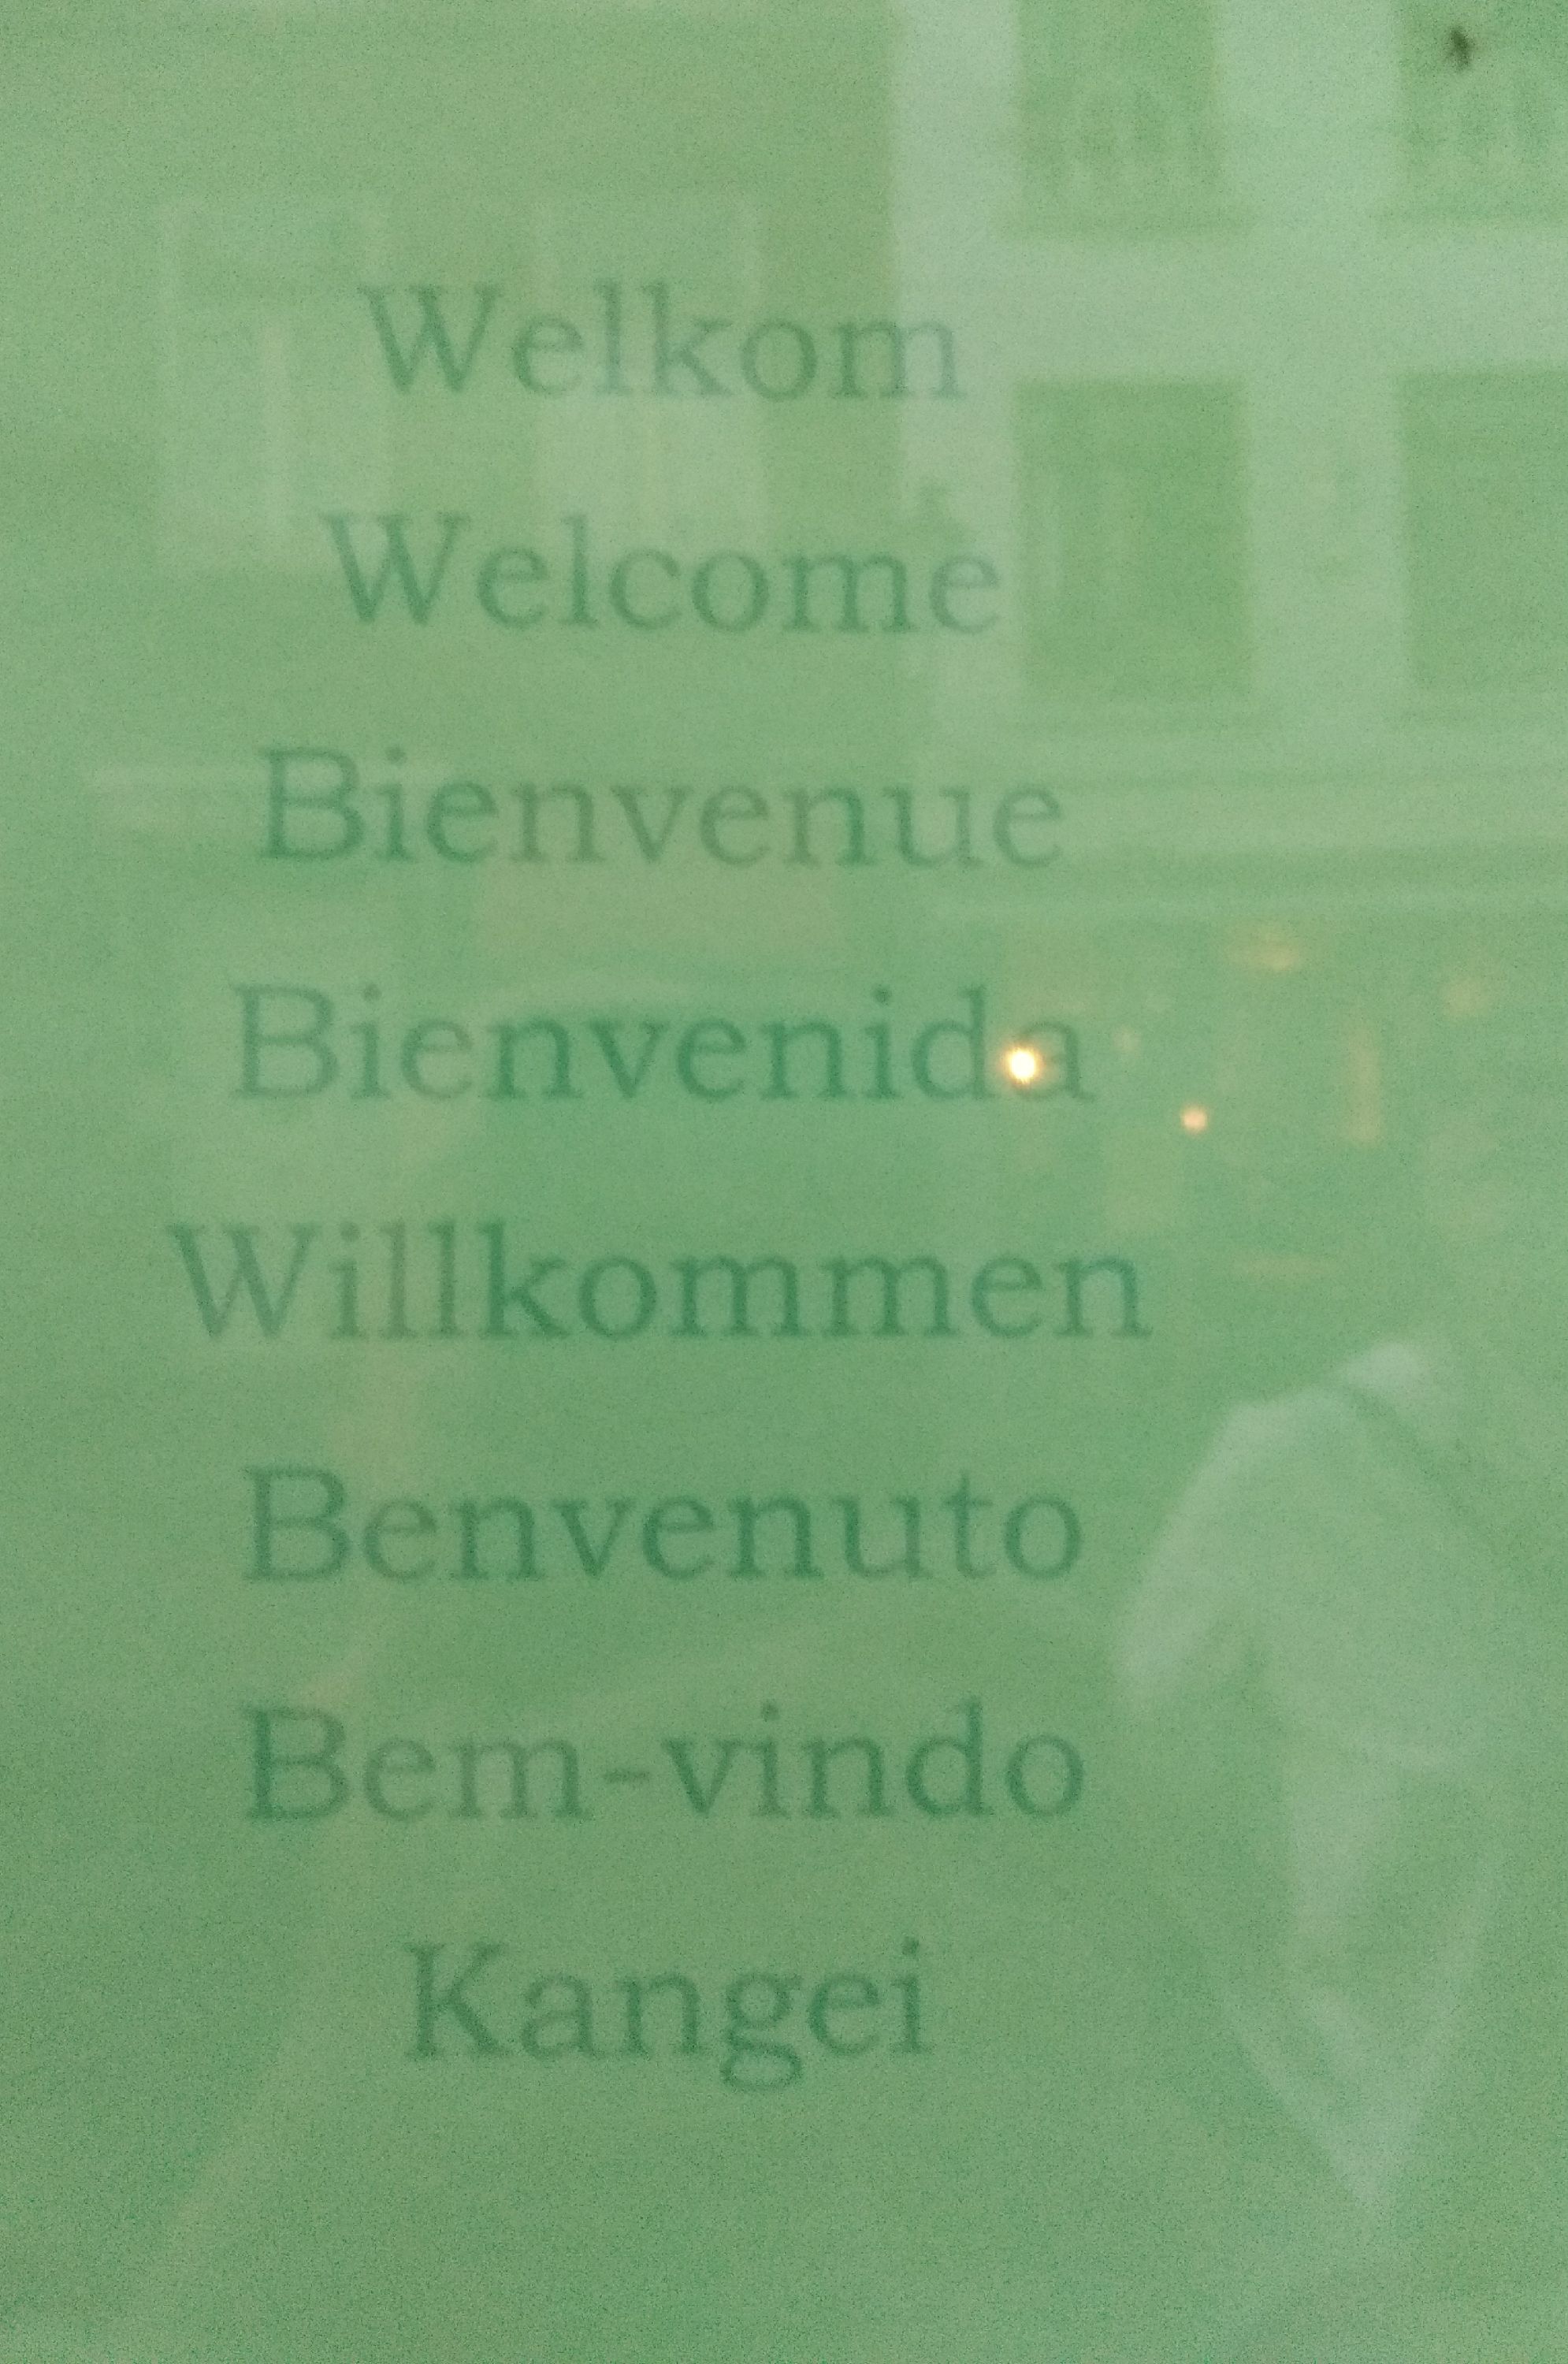 Welkom
Welcome
Bienvenue
Bienvenida
Willkommen
Benvenuto
Bem-vindo
Kangei